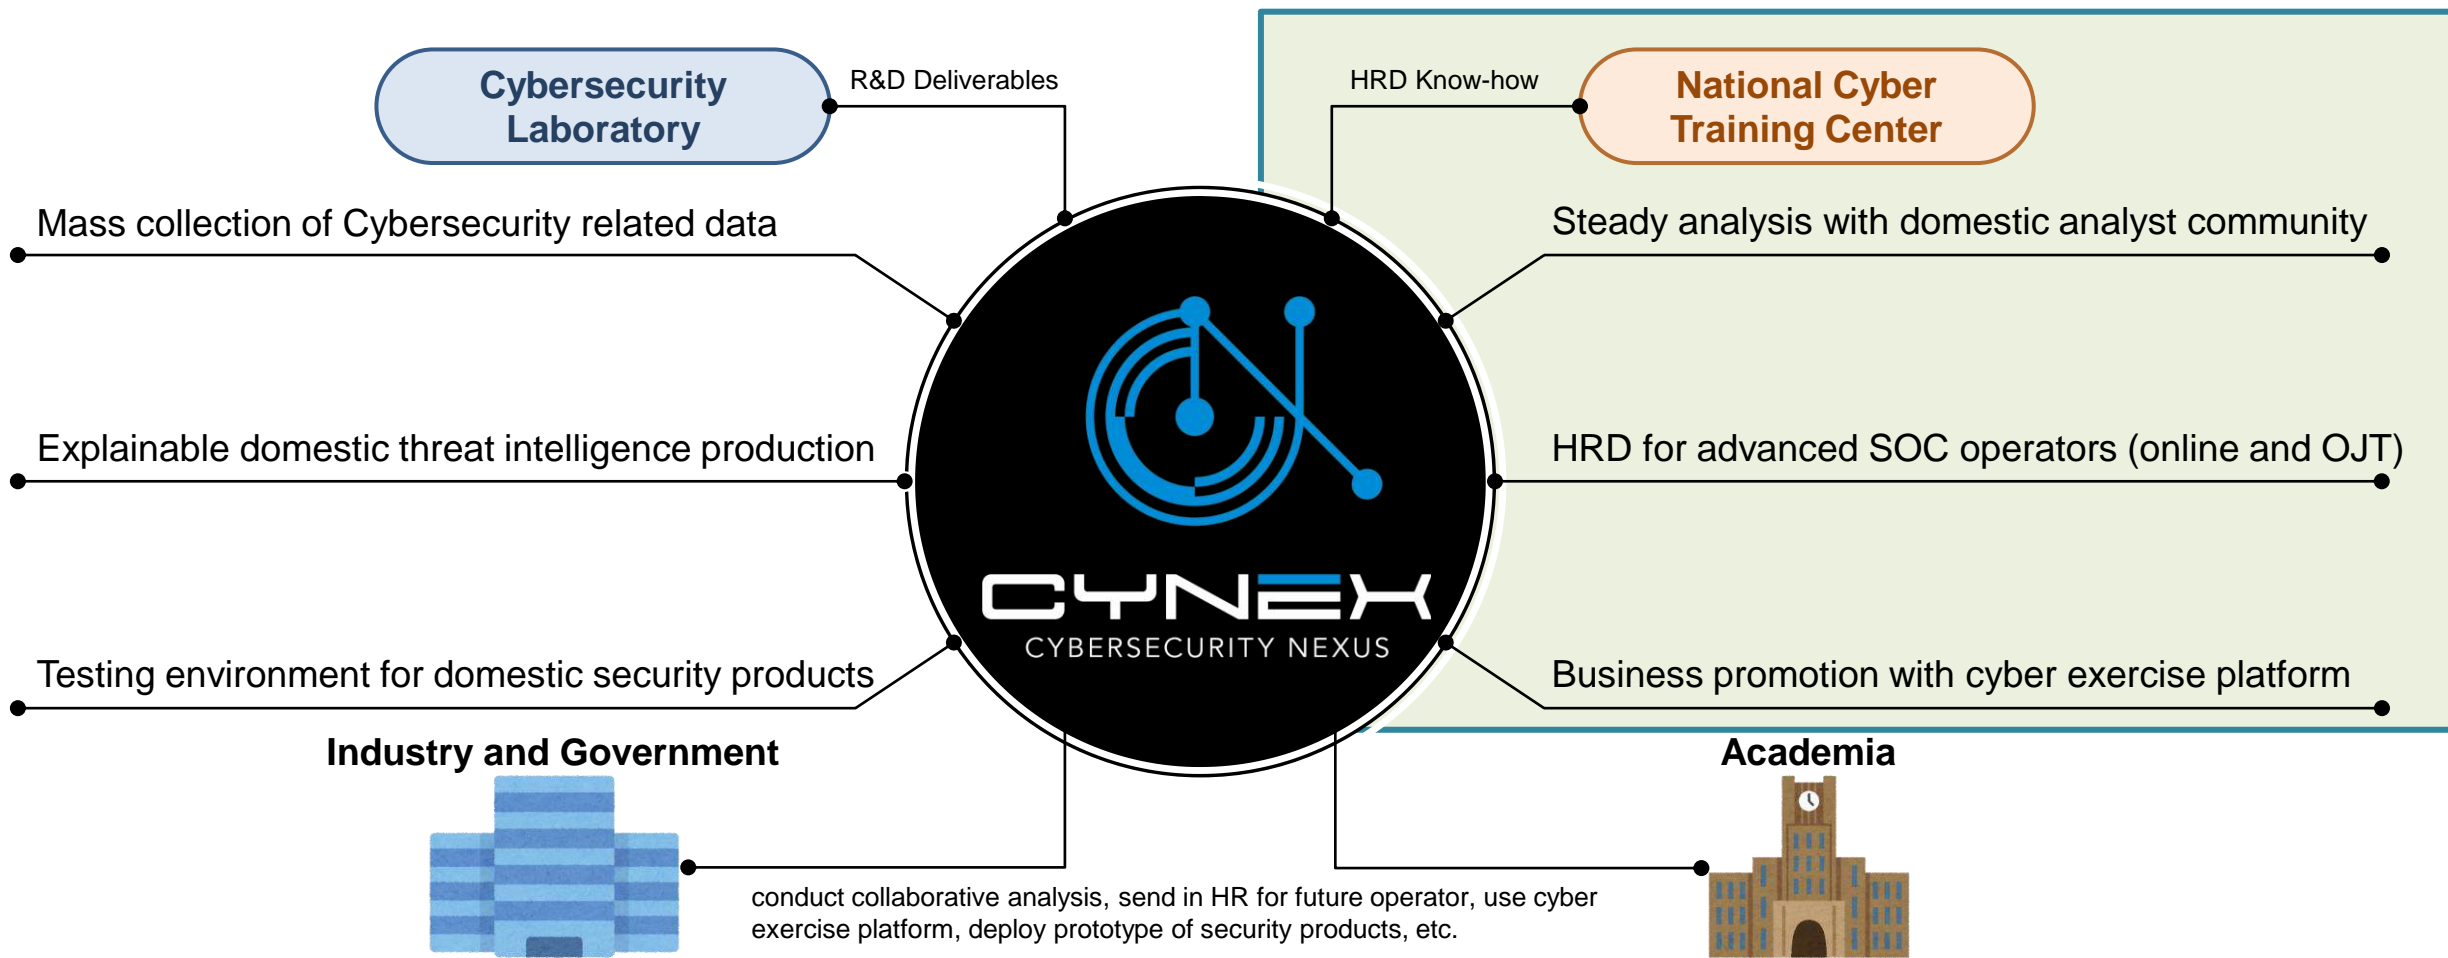 Cybersecurity
Laboratory
R&D Deliverables
HRD Know-how
National Cyber
Training Center
Mass collection of Cybersecurity related data
Steady analysis with domestic analyst community
Explainable domestic threat intelligence production
HRD for advanced SOC operators (online and OJT)
CYNEX
CYBERSECURITY NEXUS
Testing environment for domestic security products
Business promotion with cyber exercise platform
Industry and Government
Academia
conduct collaborative analysis, send in HR for future operator, use cyber
exercise platform, deploy prototype of security products, etc.